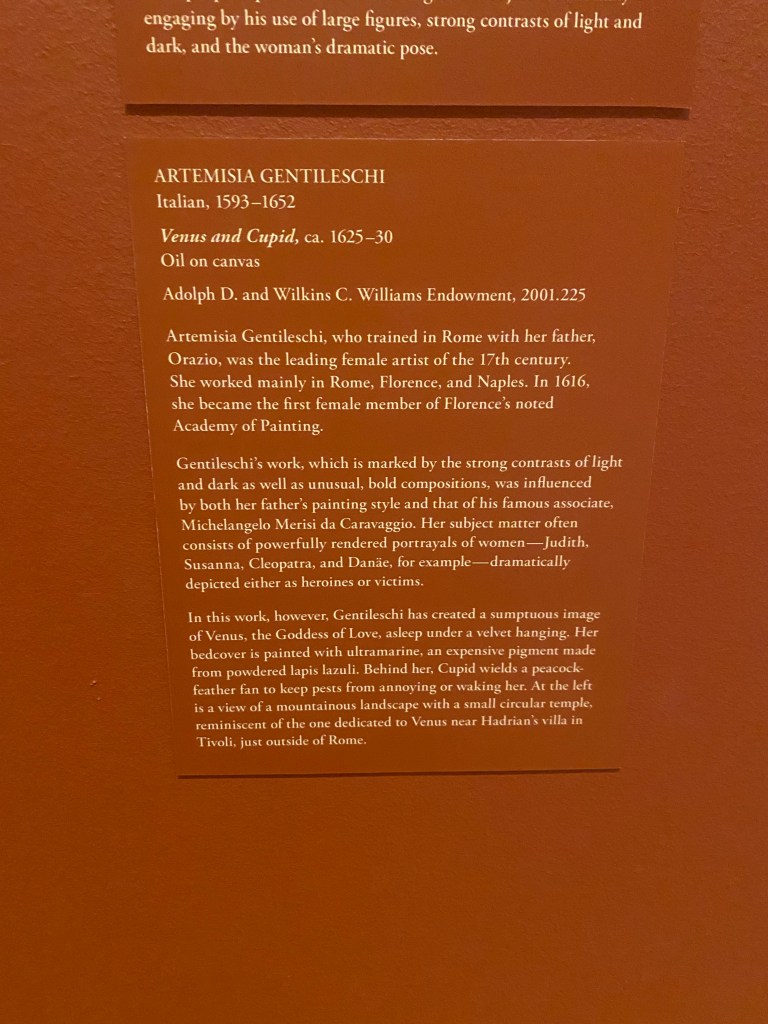 engaging by his use of large figures, strong contrasts of light and
dark, and the woman's dramatic pose.
ARTEMISIA GENTILESCHI
Italian, 1593–1652
Venus and Cupid, ca. 1625–30
Oil on canvas
Adolph D. and Wilkins C. Williams Endowment, 2001.225
Artemisia Gentileschi, who trained in Rome with her father,
Orazio, was the leading female artist of the 17th century.
She worked mainly in Rome, Florence, and Naples. In 1616,
she became the first female member of Florence's noted
Academy of Painting.
Gentileschi's work, which is marked by the strong contrasts of light
and dark as well as unusual, bold compositions, was influenced
by both her father's painting style and that of his famous associate,
Michelangelo Merisi da Caravaggio. Her subject matter often
consists of powerfully rendered portrayals of women—Judith,
Susanna, Cleopatra, and Danäe, for example—dramatically
depicted either as heroines or victims.
In this work, however, Gentileschi has created a sumptuous image
of Venus, the Goddess of Love, asleep under a velvet hanging. Her
bedcover is painted with ultramarine, an expensive pigment made
from powdered lapis lazuli. Behind her, Cupid wields a peacock-
feather fan to keep pests from annoying or waking her. At the left
is a view of a mountainous landscape with a small circular temple,
reminiscent of the one dedicated to Venus near Hadrian's villa in
Tivoli, just outside of Rome.